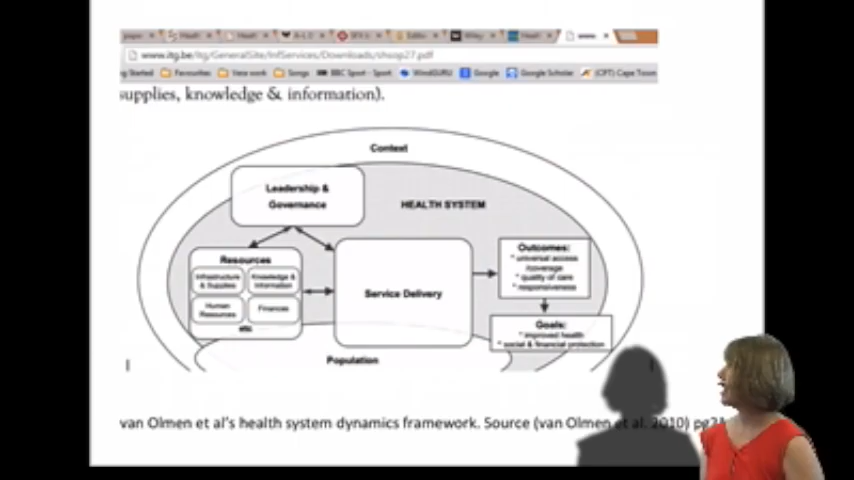 www.itg.be/itg/GeneralSite/InfServices/Downloads/shsop27.pdf
g Started Favourites View work Songs BBC Sport - Sport WindGURU Google Google Scholar (CPT) Cape Town
supplies, knowledge & information).
Context
Leadership &
Governance
HEALTH SYSTEM
Resources
Infrastructure
& Supplies
Knowledge &
Information
Human
Resources
Finances
etc
Service Delivery
Outcomes:
* universal access
/coverage
* quality of care
* responsiveness
Goals:
* improved health
* social & financial protection
Population
van Olmen et al's health system dynamics framework. Source (van Olmen et al. 2010) pg21